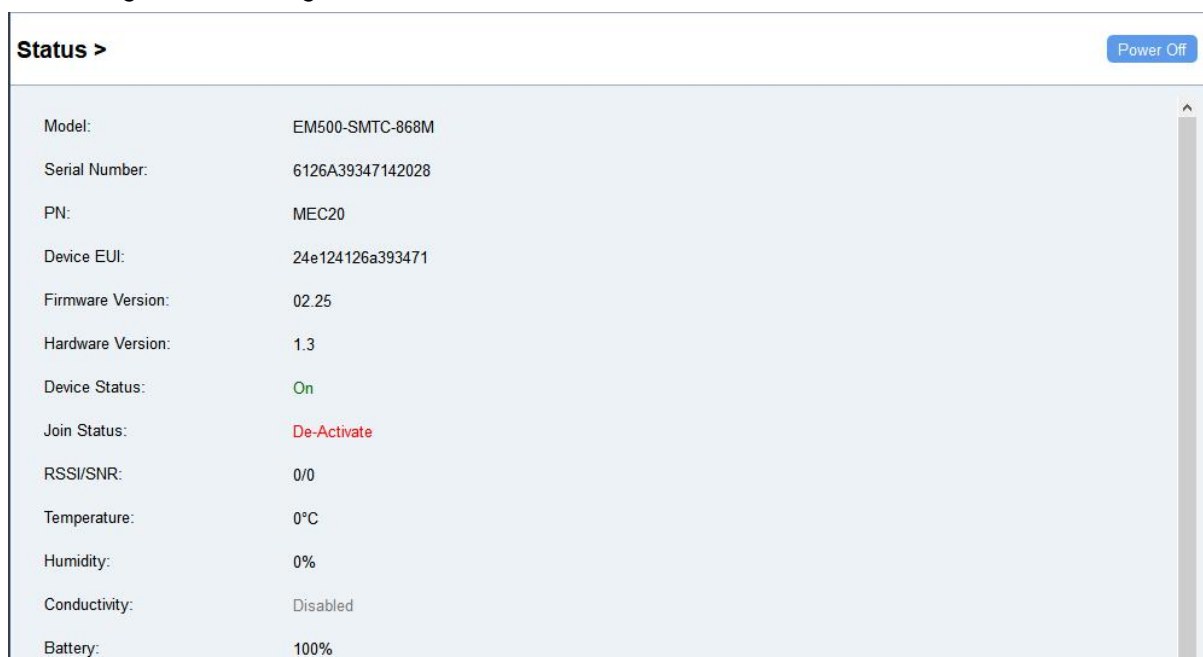 Status >
Power Off
Model: EM500-SMTC-868M
Serial Number: 6126A39347142028
PN: MEC20
Device EUI: 24e124126a393471
Firmware Version: 02.25
Hardware Version: 1.3
Device Status: On
Join Status: De-Activate
RSSI/SNR: 0/0
Temperature: 0°C
Humidity: 0%
Conductivity: Disabled
Battery: 100%